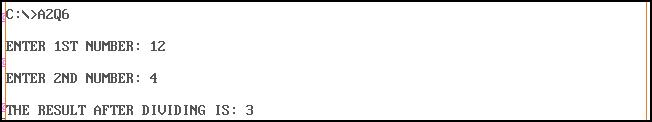 C:\>A2Q6
ENTER 1ST NUMBER: 12
ENTER 2ND NUMBER: 4
THE RESULT AFTER DIVIDING IS: 3